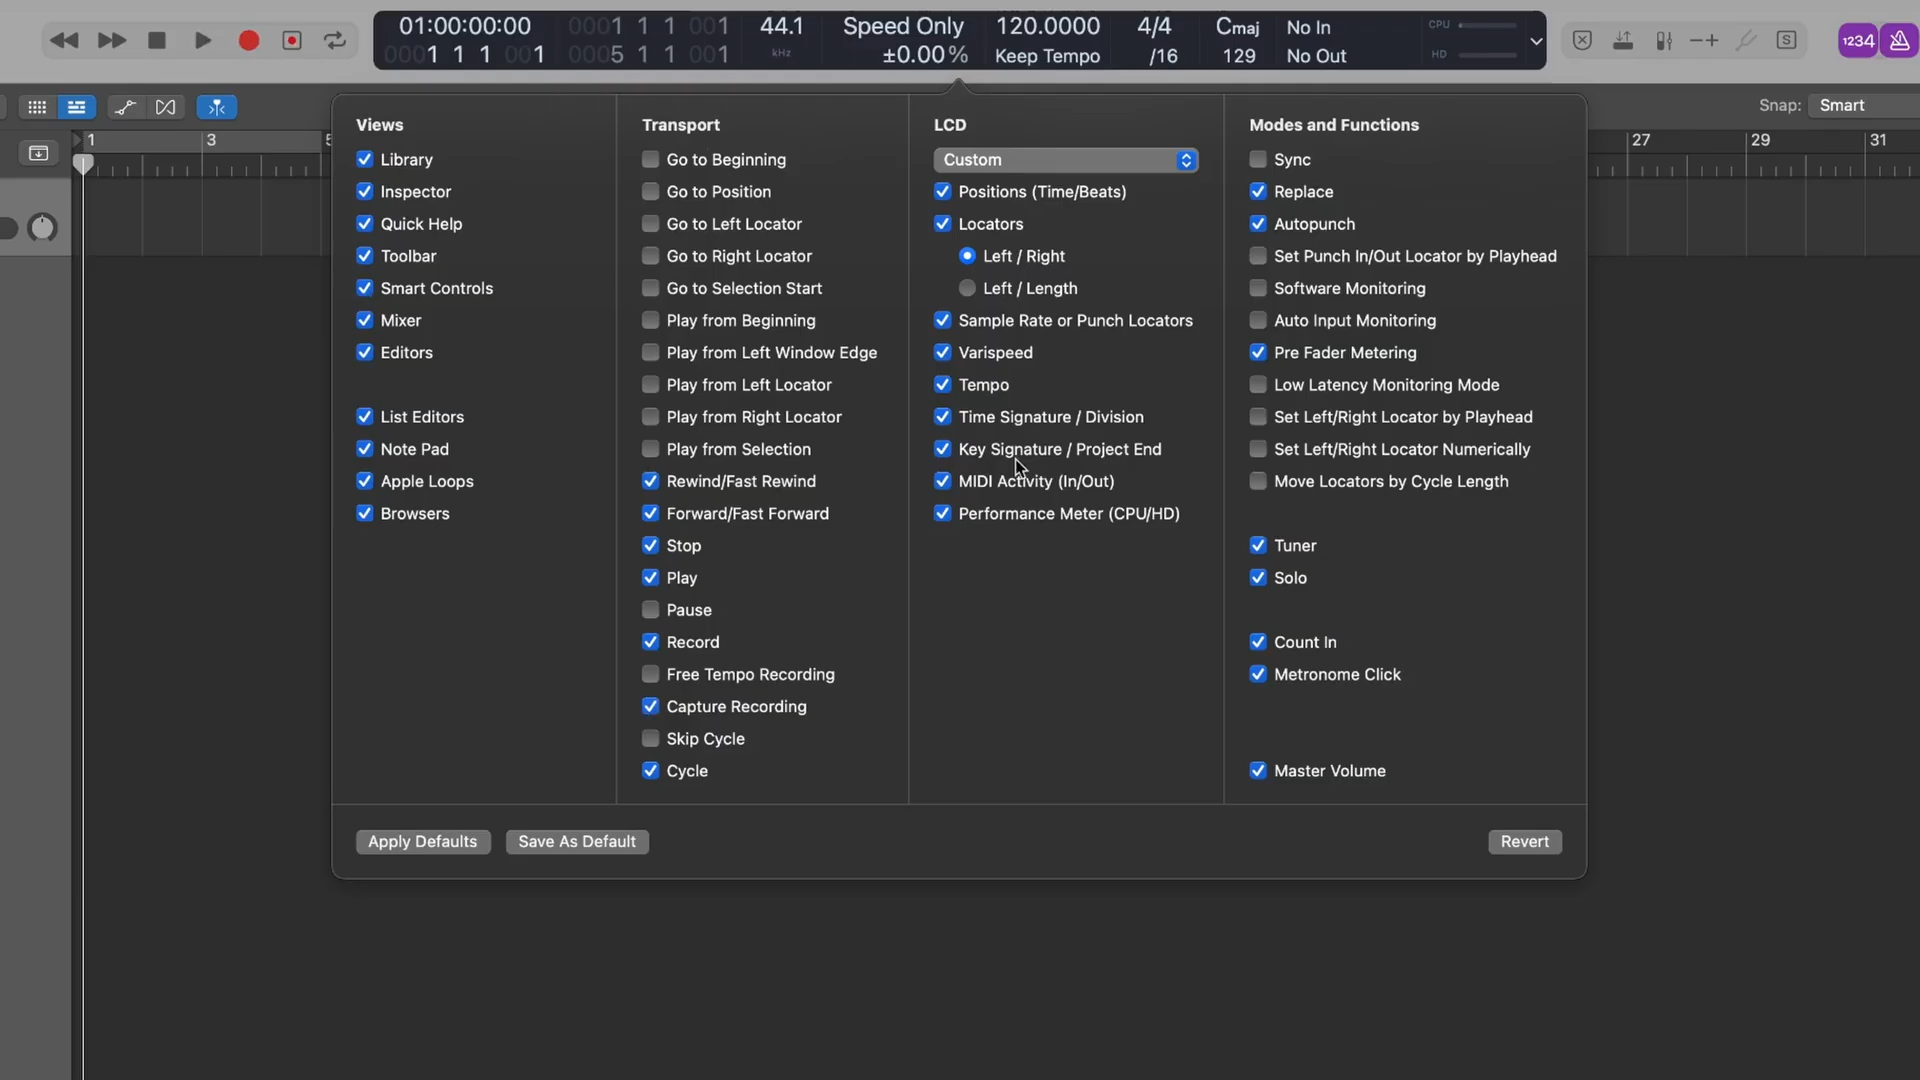 01:00:00:00 0001 1 1 001 44.1 Speed Only 120.0000 4/4 Cmaj No In CPU
0001 1 1 001 0005 1 1 001 kHz ±0.00% Keep Tempo /16 129 No Out HD
S 1234
Snap: Smart
1 3 5 27 29 31
Views
Library
Inspector
Quick Help
Toolbar
Smart Controls
Mixer
Editors
List Editors
Note Pad
Apple Loops
Browsers
Transport
Go to Beginning
Go to Position
Go to Left Locator
Go to Right Locator
Go to Selection Start
Play from Beginning
Play from Left Window Edge
Play from Left Locator
Play from Right Locator
Play from Selection
Rewind/Fast Rewind
Forward/Fast Forward
Stop
Play
Pause
Record
Free Tempo Recording
Capture Recording
Skip Cycle
Cycle
LCD
Custom
Positions (Time/Beats)
Locators
Left / Right
Left / Length
Sample Rate or Punch Locators
Varispeed
Tempo
Time Signature / Division
Key Signature / Project End
MIDI Activity (In/Out)
Performance Meter (CPU/HD)
Modes and Functions
Sync
Replace
Autopunch
Set Punch In/Out Locator by Playhead
Software Monitoring
Auto Input Monitoring
Pre Fader Metering
Low Latency Monitoring Mode
Set Left/Right Locator by Playhead
Set Left/Right Locator Numerically
Move Locators by Cycle Length
Tuner
Solo
Count In
Metronome Click
Master Volume
Apply Defaults
Save As Default
Revert